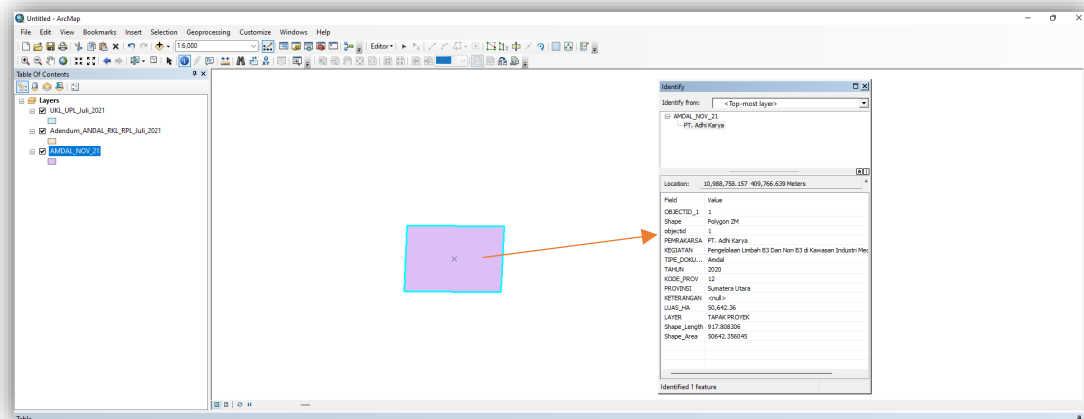 Untitled - ArcMap
File Edit View Bookmarks Insert Selection Geoprocessing Customize Windows Help
1:6,000
Editor
Table Of Contents
Layers
UKL_UPL_Juli_2021
Adendum_ANDAL_RKL_RPL_Juli_2021
AMDAL_NOV_21
Identify
Identify from: <Top-most layer>
AMDAL_NOV_21
PT. Adhi Karya
Location: 10,988,758.157 409,766.639 Meters
Field Value
OBJECTID_1 1
Shape Polygon ZM
objectid 1
PEMRAKARSA PT. Adhi Karya
KEGIATAN Pengelolaan Limbah B3 Dan Non B3 di Kawasan Industri Med
TIPE_DOKU... Amdal
TAHUN 2020
KODE_PROV 12
PROVINSI Sumatera Utara
KETERANGAN <null>
LUAS_HA 50,642.36
LAYER TAPAK PROYEK
Shape_Length 917.808306
Shape_Area 50642.356045
Identified 1 feature
Table